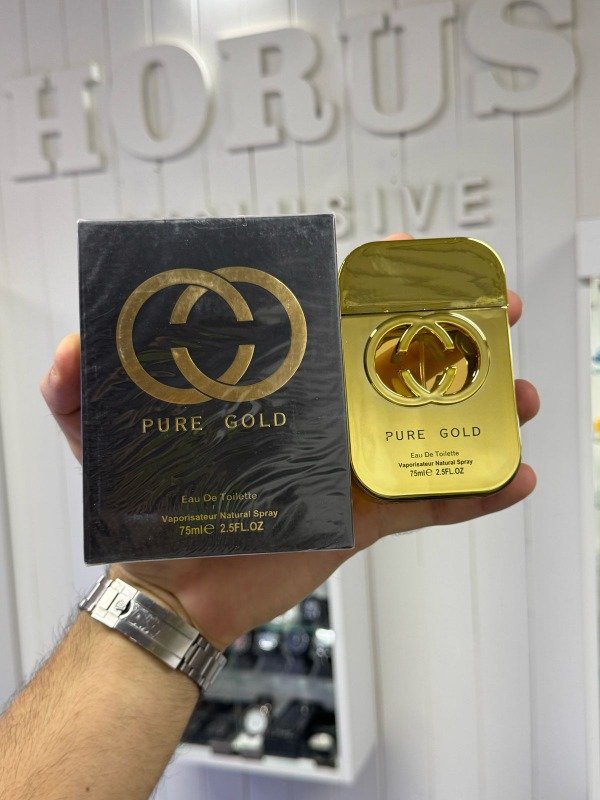 HORUS
EXCLUSIVE
PURE GOLD
Eau De Toilette
Vaporisateur Natural Spray
75ml℮ 2.5FL.OZ
PURE GOLD
Eau De Toilette
Vaporisateur Natural Spray
75ml℮ 2.5FL.OZ